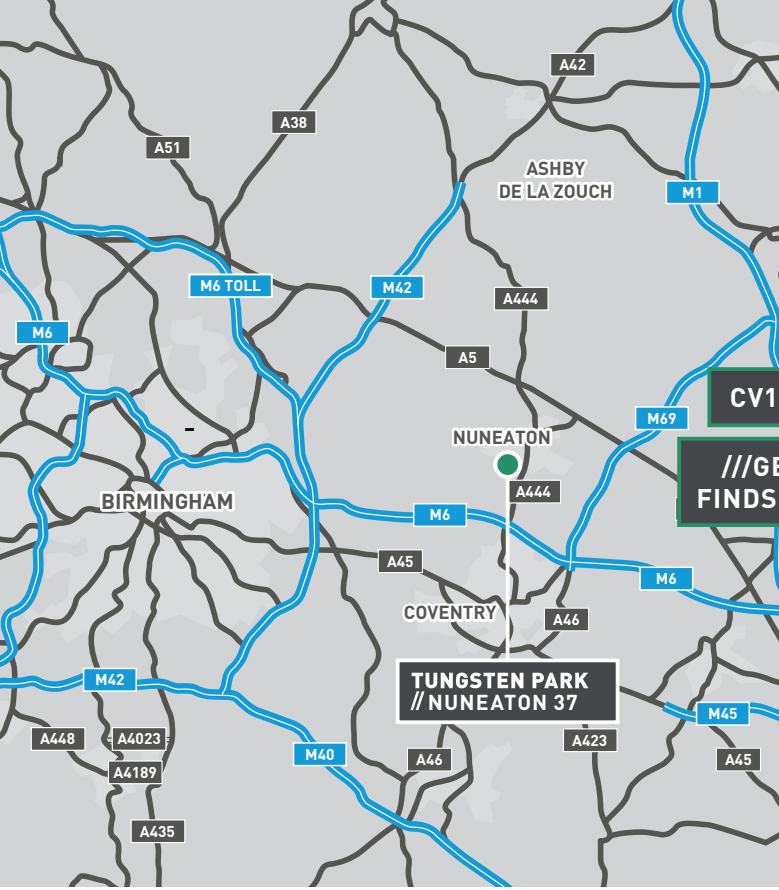 A42
A38
A51
ASHBY
DE LA ZOUCH
M1
M6 TOLL
M42
A444
M6
A5
CV1
M69
NUNEATON
///GE
FINDS
A444
BIRMINGHAM
M6
A45
M6
COVENTRY
A46
M42
TUNGSTEN PARK
// NUNEATON 37
M45
A448
A4023
A423
M40
A46
A45
A4189
A435